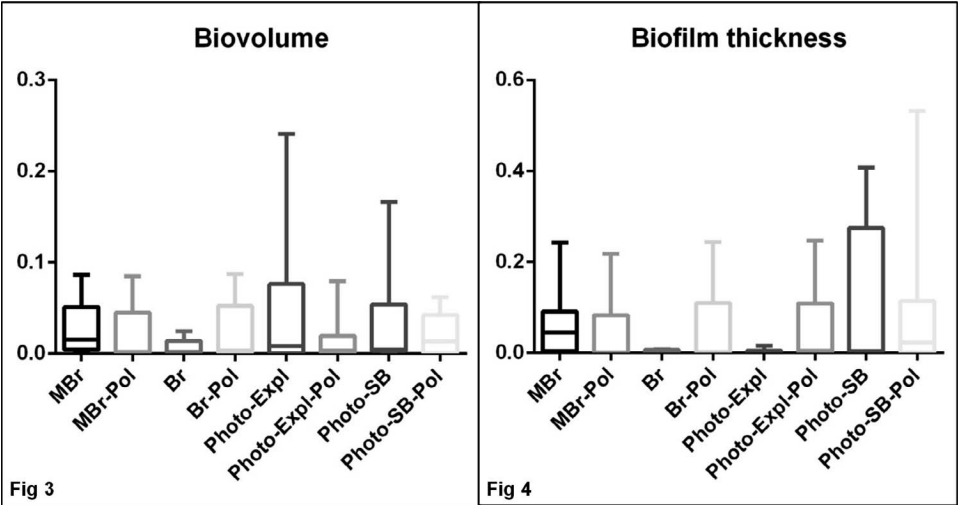 Biovolume
0.3
0.2
0.1
0.0
MBr
MBr-Pol
Br
Br-Pol
Photo-Expl
Photo-Expl-Pol
Photo-SB
Photo-SB-Pol
Fig 3
Biofilm thickness
0.6
0.4
0.2
0.0
MBr
MBr-Pol
Br
Br-Pol
Photo-Expl
Photo-Expl-Pol
Photo-SB
Photo-SB-Pol
Fig 4